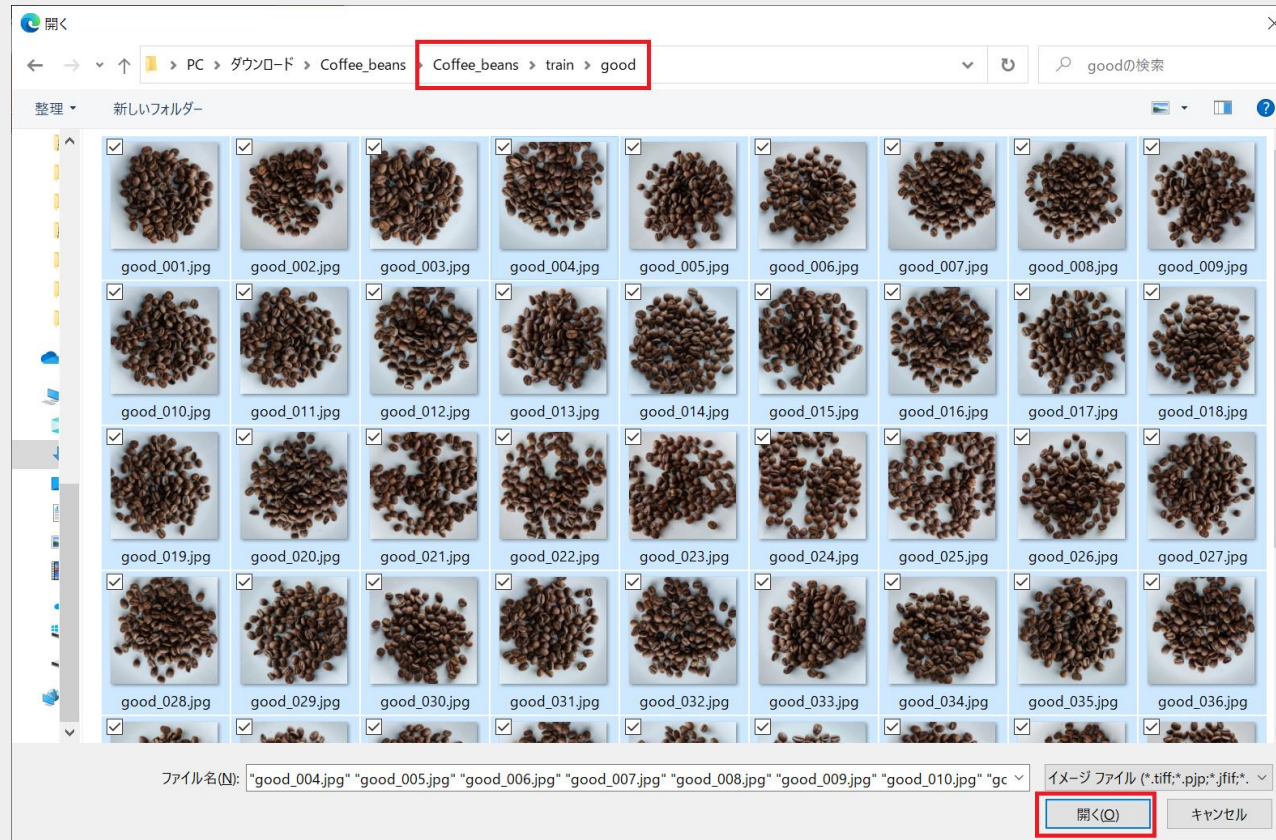 開く
PC > ダウンロード > Coffee_beans > Coffee_beans > train > good
goodの検索
整理
新しいフォルダー
good_001.jpg good_002.jpg good_003.jpg good_004.jpg good_005.jpg good_006.jpg good_007.jpg good_008.jpg good_009.jpg
good_010.jpg good_011.jpg good_012.jpg good_013.jpg good_014.jpg good_015.jpg good_016.jpg good_017.jpg good_018.jpg
good_019.jpg good_020.jpg good_021.jpg good_022.jpg good_023.jpg good_024.jpg good_025.jpg good_026.jpg good_027.jpg
good_028.jpg good_029.jpg good_030.jpg good_031.jpg good_032.jpg good_033.jpg good_034.jpg good_035.jpg good_036.jpg
ファイル名(N): "good_004.jpg" "good_005.jpg" "good_006.jpg" "good_007.jpg" "good_008.jpg" "good_009.jpg" "good_010.jpg" "gc
イメージ ファイル (*.tiff;*.pjp;*.jfif;*.
開く(O) キャンセル